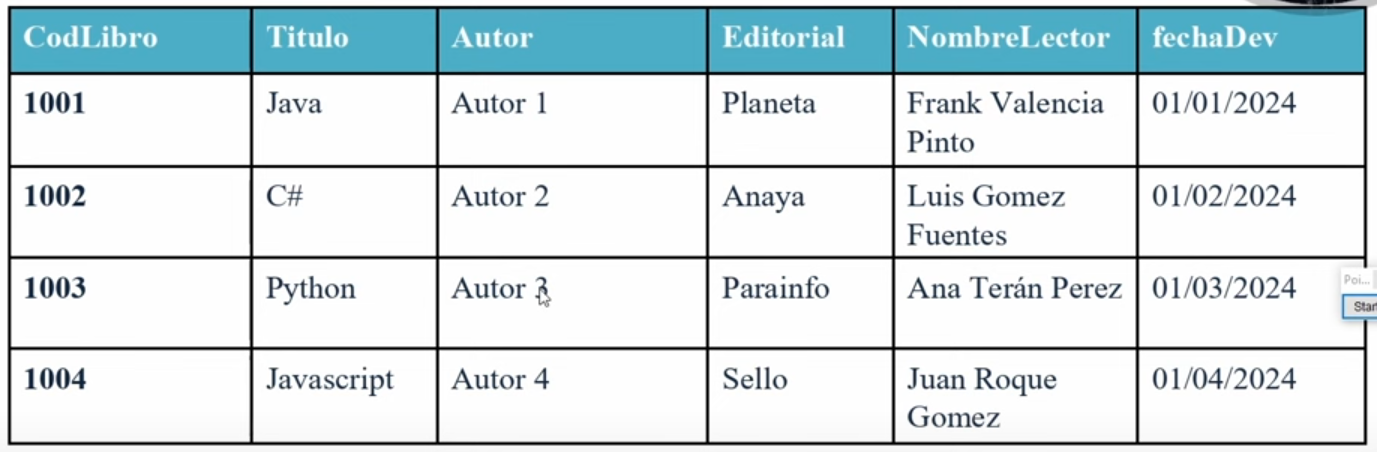 CodLibro Titulo Autor Editorial NombreLector fechaDev
1001 Java Autor 1 Planeta Frank Valencia 01/01/2024
Pinto
1002 C# Autor 2 Anaya Luis Gomez 01/02/2024
Fuentes
1003 Python Autor 3 Parainfo Ana Terán Perez 01/03/2024
Poi...
Star
1004 Javascript Autor 4 Sello Juan Roque 01/04/2024
Gomez